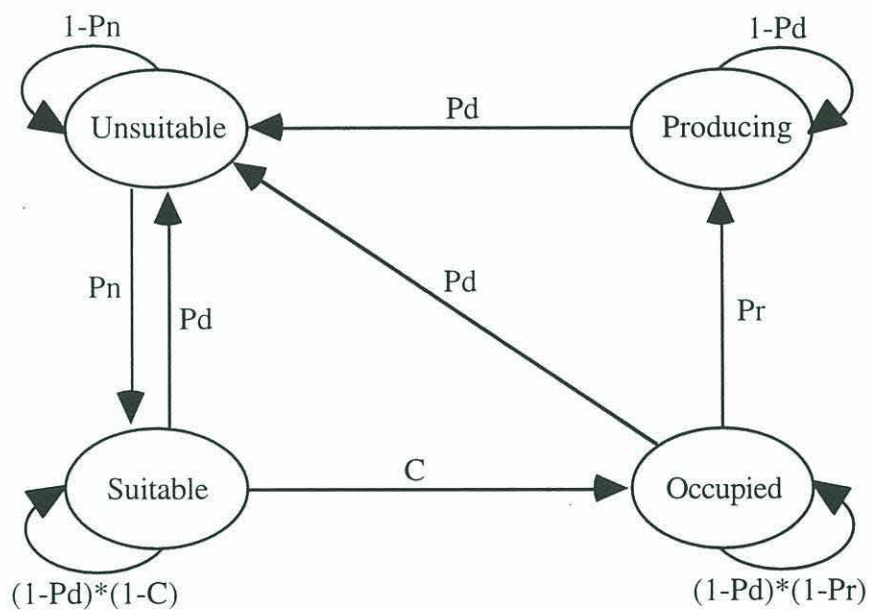 1-Pn
1-Pd
Unsuitable
Pd
Producing
Pn
Pd
Pd
Pr
Suitable
C
Occupied
(1-Pd)*(1-C)
(1-Pd)*(1-Pr)